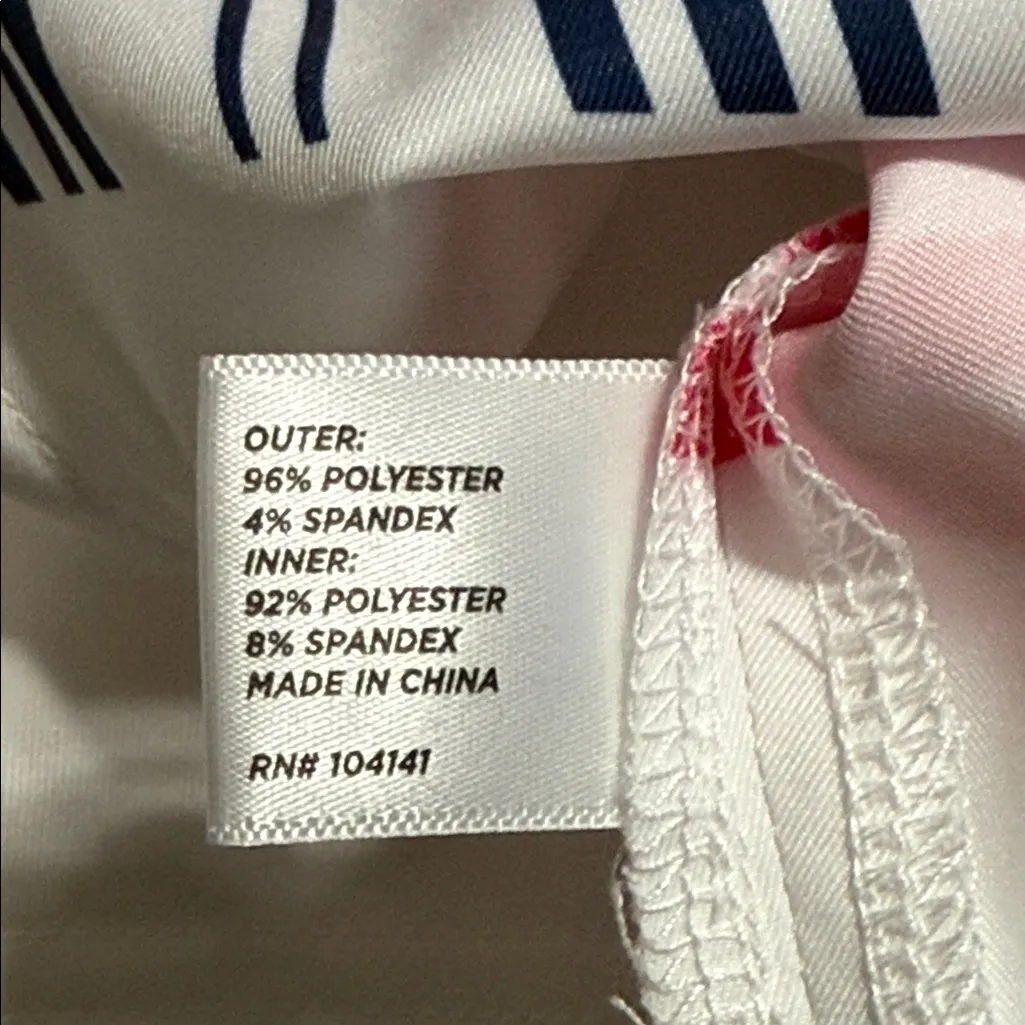 OUTER:
96% POLYESTER
4% SPANDEX
INNER:
92% POLYESTER
8% SPANDEX
MADE IN CHINA
RN# 104141